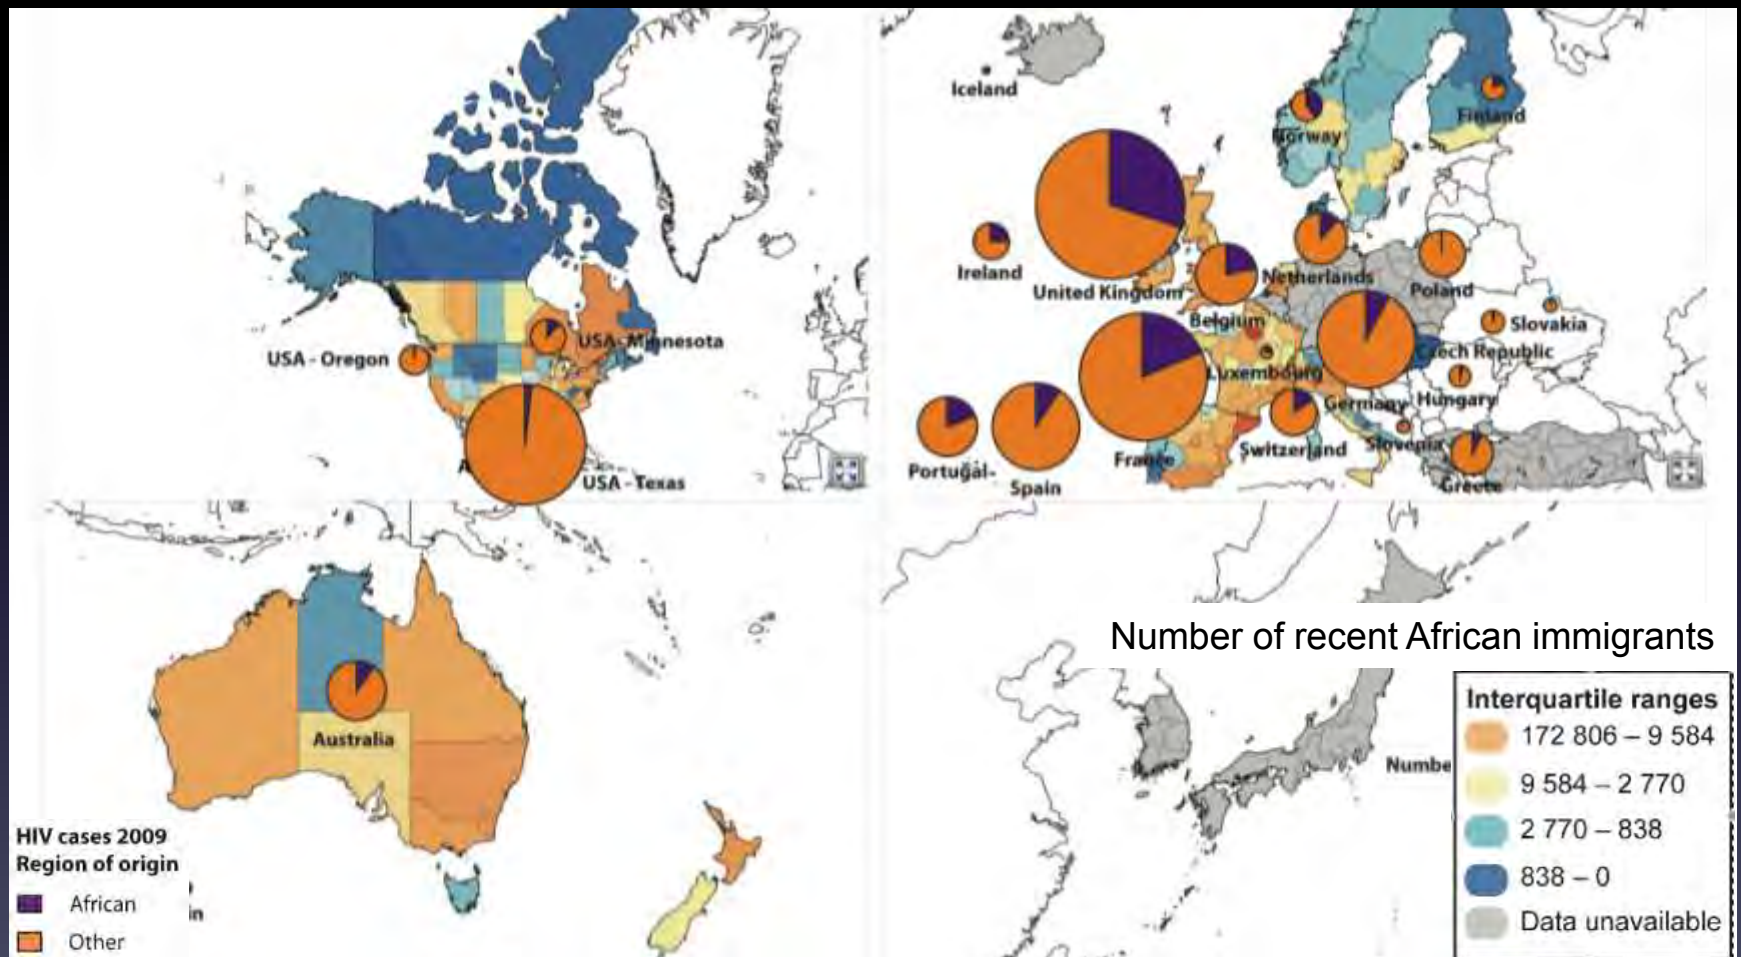 Iceland
Norway
Finland
Ireland
United Kingdom
Netherlands
Poland
Belgium
Slovakia
Czech Republic
Luxembourg
Germany
Hungary
Portugal
Spain
France
Switzerland
Slovenia
Greece
USA - Oregon
USA - Minnesota
A
USA - Texas
Australia
Number of recent African immigrants
Numbe
Interquartile ranges
172 806 – 9 584
9 584 – 2 770
2 770 – 838
838 – 0
Data unavailable
HIV cases 2009
Region of origin
African
in
Other